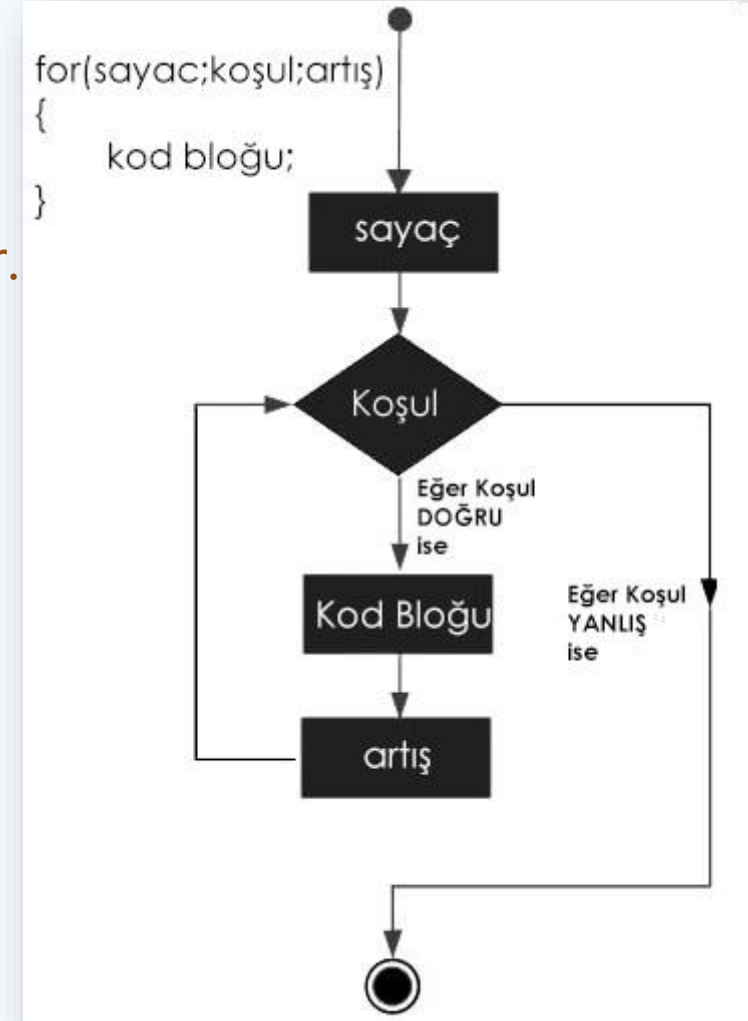 for(sayac;koşul;artış)
{
kod bloğu;
}
r.
sayaç
Koşul
Eğer Koşul
DOĞRU
ise
Kod Bloğu
Eğer Koşul
YANLIŞ
ise
artış